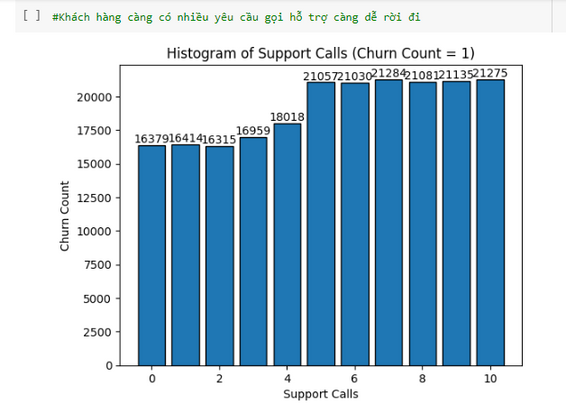 [ ] #Khách hàng càng có nhiều yêu cầu gọi hỗ trợ càng dễ rời đi
Histogram of Support Calls (Churn Count = 1)
16379 16414 16315 16959 18018 21057 21030 21284 21081 21135 21275
20000
17500
15000
12500
10000
7500
5000
2500
0
Churn Count
0 2 4 6 8 10
Support Calls